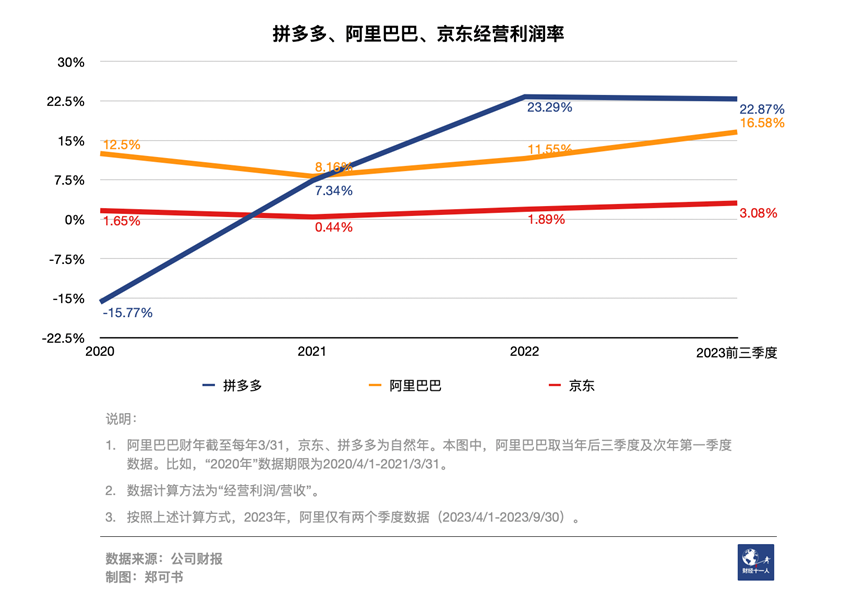 拼多多、阿里巴巴、京东经营利润率
30%
22.5%
15%
7.5%
0%
-7.5%
-15%
-22.5%
12.5%
1.65%
-15.77%
8.16%
7.34%
0.44%
23.29%
11.55%
1.89%
22.87%
16.58%
3.08%
2020
2021
2022
2023前三季度
拼多多
阿里巴巴
京东
说明：
1. 阿里巴巴财年截至每年3/31，京东、拼多多为自然年。本图中，阿里巴巴取当年后三季度及次年第一季度
数据。比如，“2020年”数据期限为2020/4/1-2021/3/31。
2. 数据计算方法为“经营利润/营收”。
3. 按照上述计算方式，2023年，阿里仅有两个季度数据（2023/4/1-2023/9/30）。
数据来源：公司财报
制图：郑可书
财经十一人